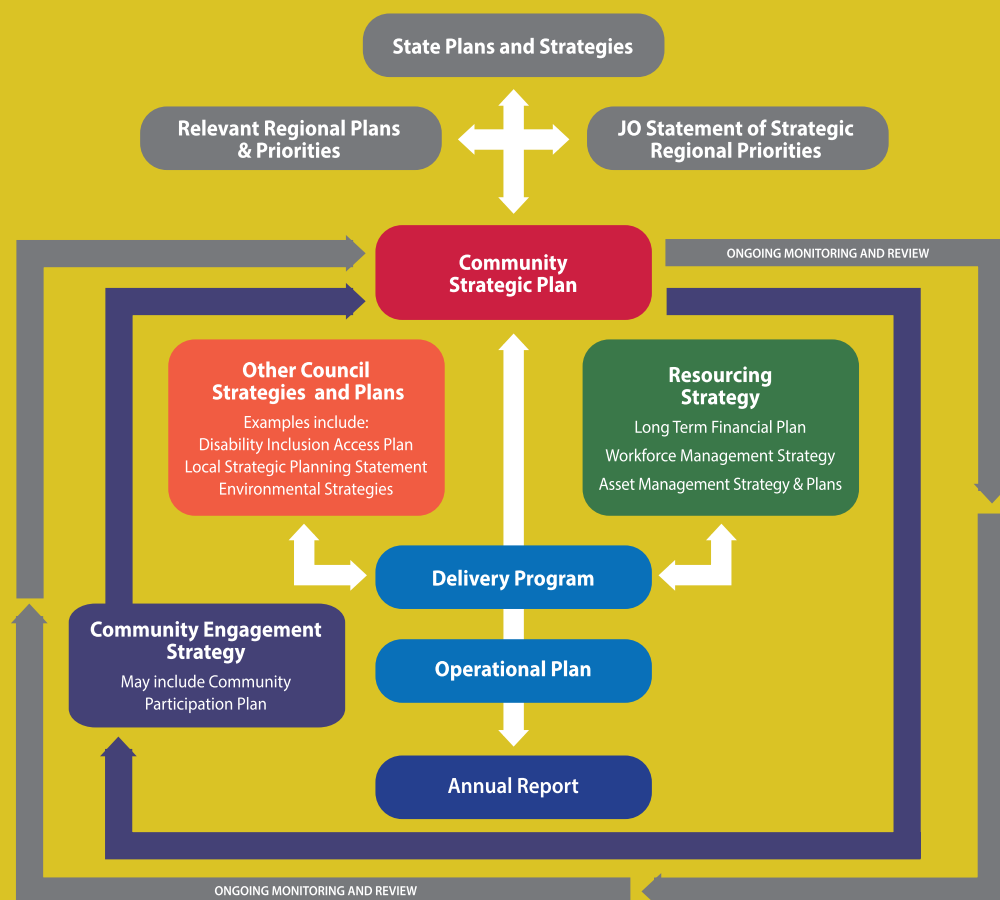 State Plans and Strategies
Relevant Regional Plans
& Priorities
JO Statement of Strategic
Regional Priorities
Community
Strategic Plan
ONGOING MONITORING AND REVIEW
Other Council
Strategies and Plans
Examples include:
Disability Inclusion Access Plan
Local Strategic Planning Statement
Environmental Strategies
Resourcing
Strategy
Long Term Financial Plan
Workforce Management Strategy
Asset Management Strategy & Plans
Delivery Program
Community Engagement
Strategy
May include Community
Participation Plan
Operational Plan
Annual Report
ONGOING MONITORING AND REVIEW